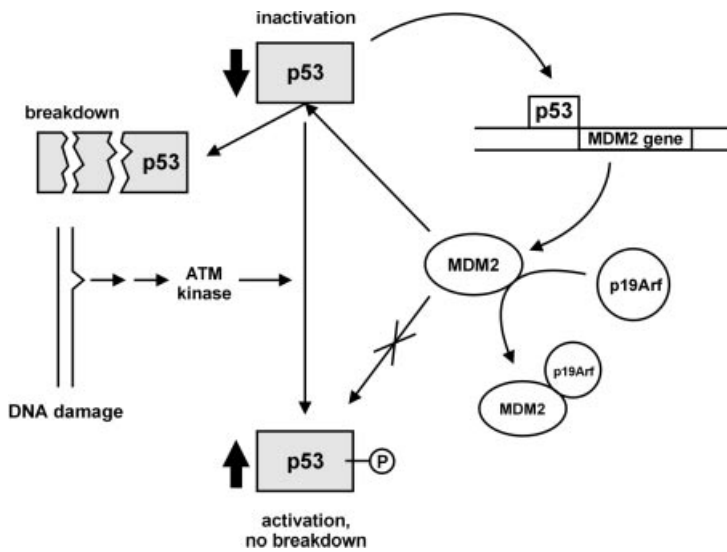 inactivation
p53
breakdown
p53
p53
MDM2 gene
MDM2
p19Arf
ATM
kinase
p19Arf
MDM2
DNA damage
p53
P
activation,
no breakdown